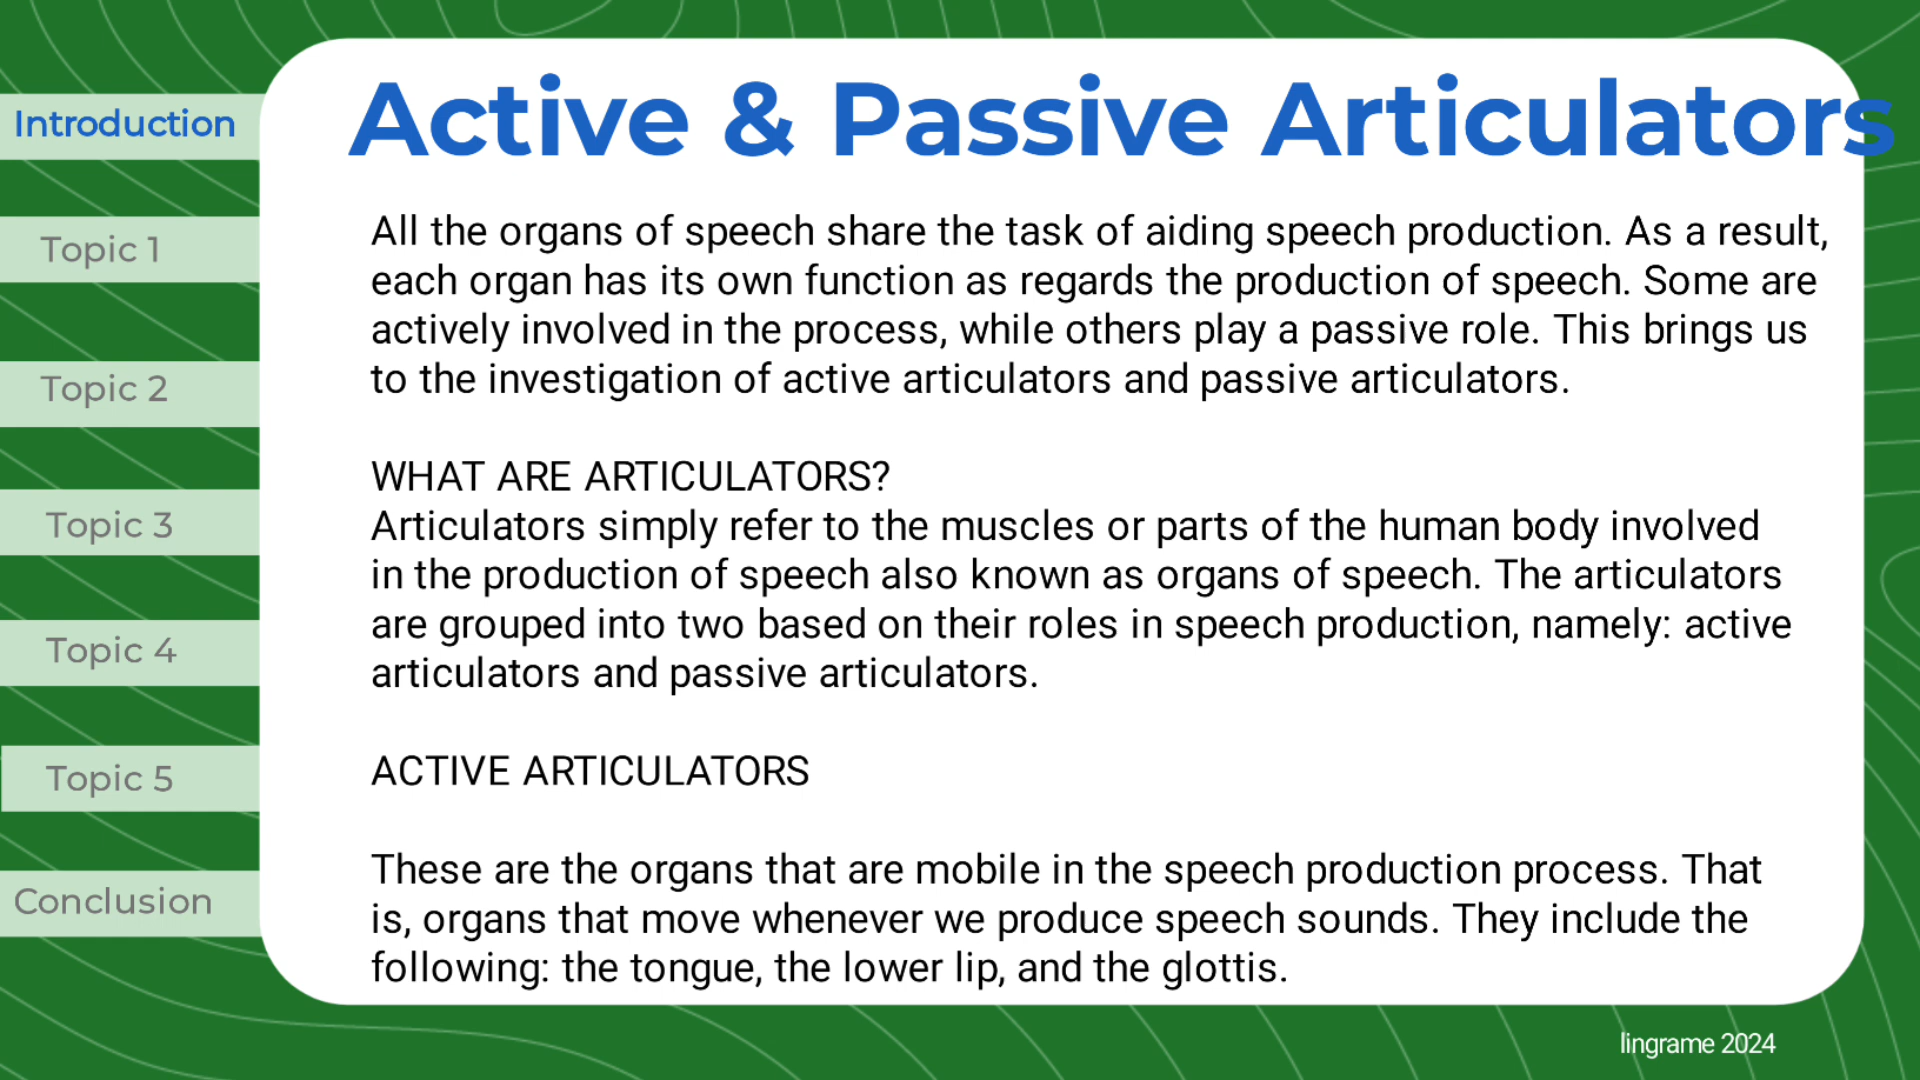 Active & Passive Articulators
Introduction
Topic 1
Topic 2
Topic 3
Topic 4
Topic 5
Conclusion
All the organs of speech share the task of aiding speech production. As a result,
each organ has its own function as regards the production of speech. Some are
actively involved in the process, while others play a passive role. This brings us
to the investigation of active articulators and passive articulators.
WHAT ARE ARTICULATORS?
Articulators simply refer to the muscles or parts of the human body involved
in the production of speech also known as organs of speech. The articulators
are grouped into two based on their roles in speech production, namely: active
articulators and passive articulators.
ACTIVE ARTICULATORS
These are the organs that are mobile in the speech production process. That
is, organs that move whenever we produce speech sounds. They include the
following: the tongue, the lower lip, and the glottis.
lingrame 2024